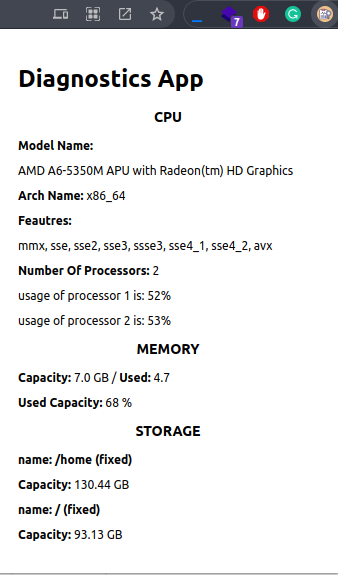 7
Diagnostics App
CPU
Model Name:
AMD A6-5350M APU with Radeon(tm) HD Graphics
Arch Name: x86_64
Feautres:
mmx, sse, sse2, sse3, ssse3, sse4_1, sse4_2, avx
Number Of Processors: 2
usage of processor 1 is: 52%
usage of processor 2 is: 53%
MEMORY
Capacity: 7.0 GB / Used: 4.7
Used Capacity: 68 %
STORAGE
name: /home (fixed)
Capacity: 130.44 GB
name: / (fixed)
Capacity: 93.13 GB